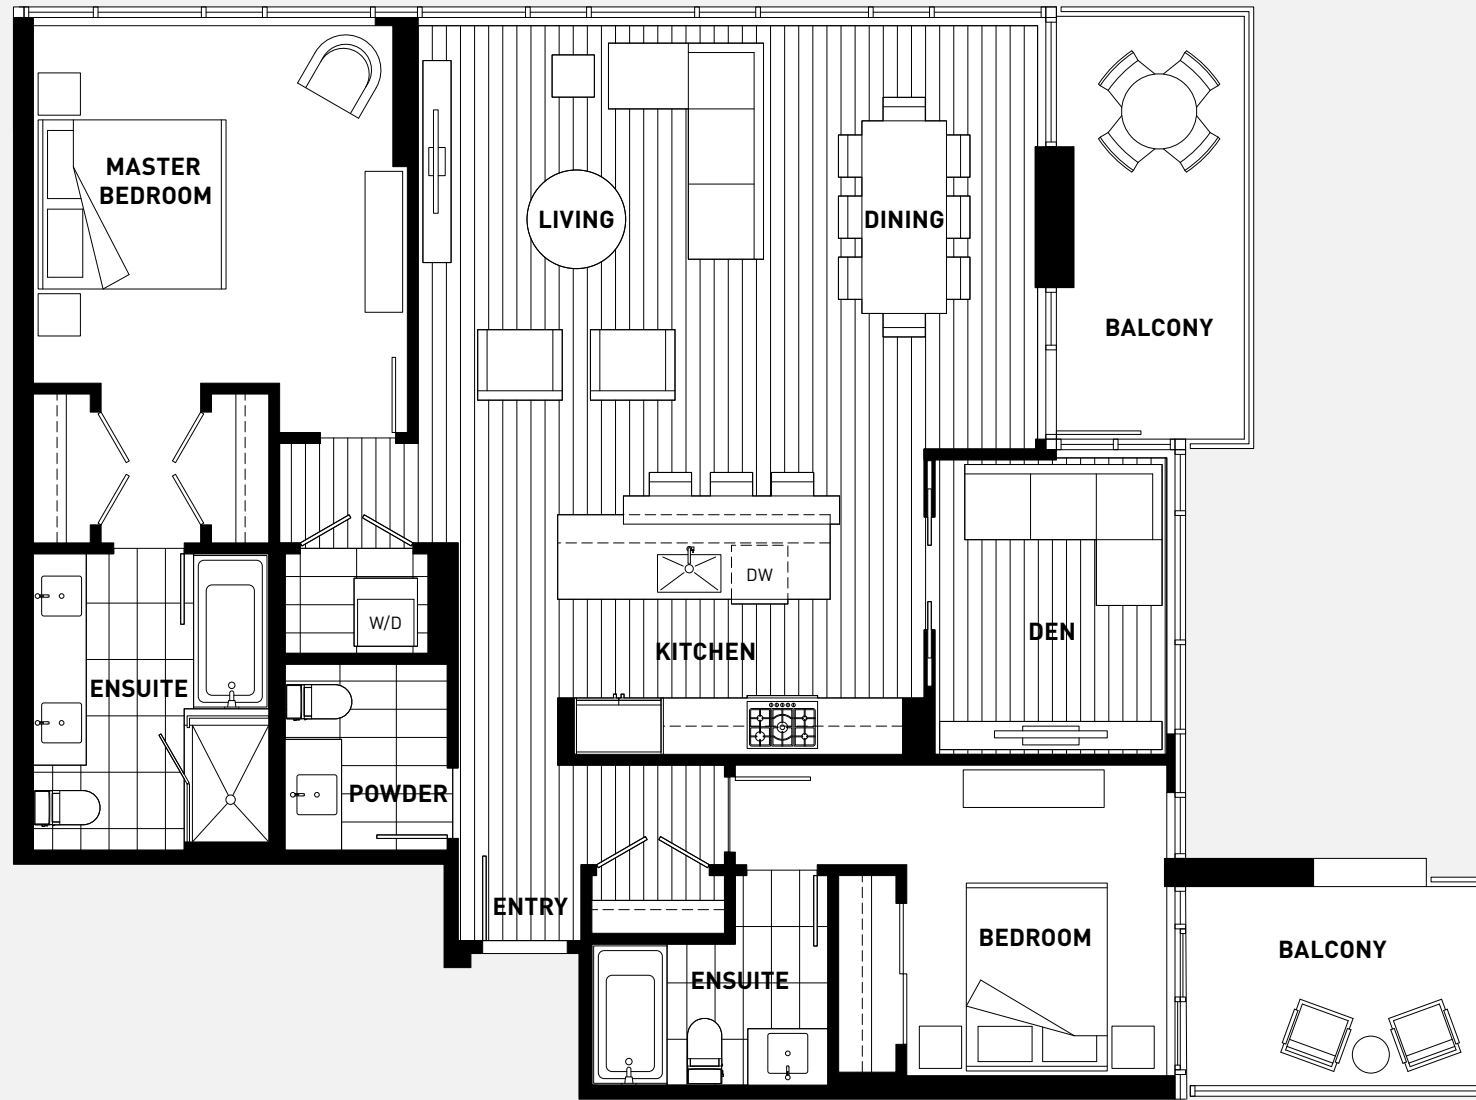 MASTER
BEDROOM
LIVING
DINING
BALCONY
DW
W/D
DEN
KITCHEN
ENSUITE
POWDER
ENTRY
BEDROOM
BALCONY
ENSUITE